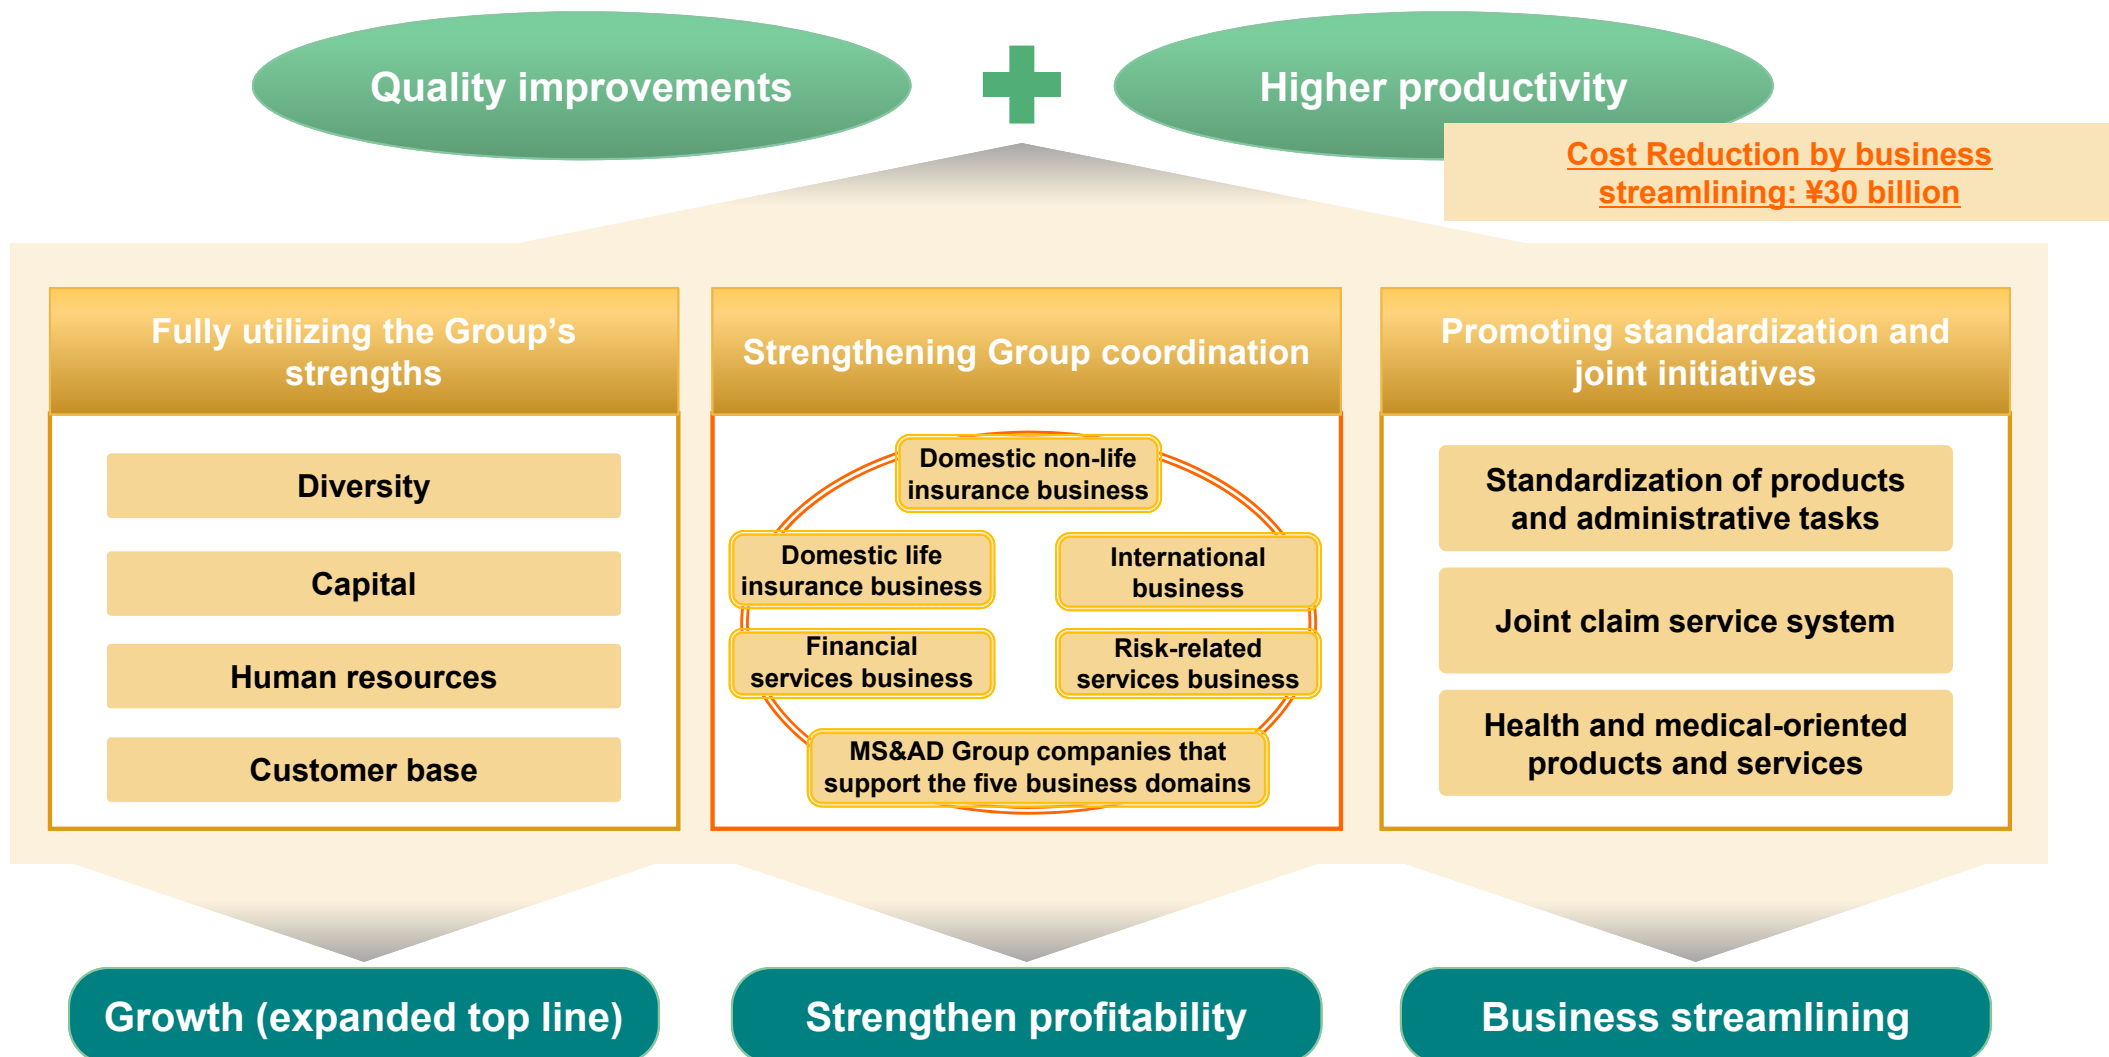 Quality improvements
Higher productivity
Cost Reduction by business
streamlining: ¥30 billion
Fully utilizing the Group’s
strengths
Diversity
Capital
Human resources
Customer base
Strengthening Group coordination
Domestic non-life
insurance business
Domestic life
insurance business
International
business
Financial
services business
Risk-related
services business
MS&AD Group companies that
support the five business domains
Promoting standardization and
joint initiatives
Standardization of products
and administrative tasks
Joint claim service system
Health and medical-oriented
products and services
Growth (expanded top line)
Strengthen profitability
Business streamlining